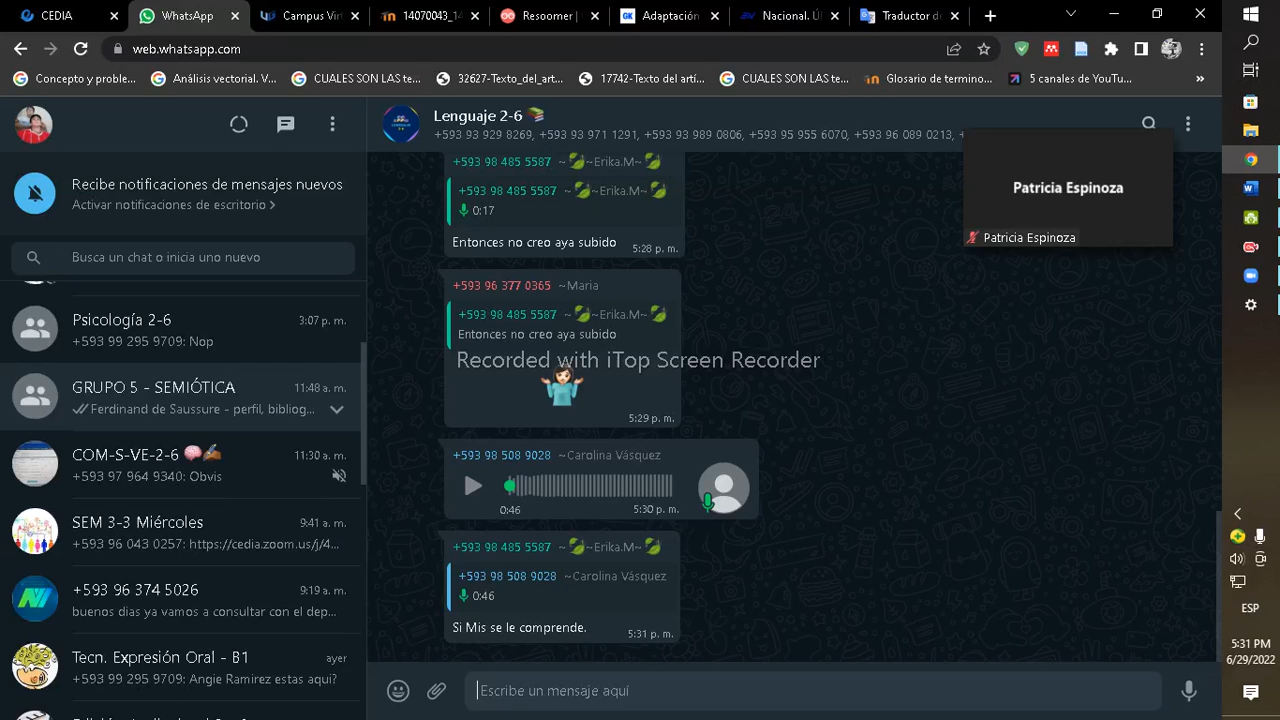 CEDIA
WhatsApp
Campus Virt
14070043_14
Resoomer |
Adaptación
Nacional. Úl
Traductor de
web.whatsapp.com
Concepto y proble...
Análisis vectorial. V...
CUALES SON LAS te...
32627-Texto_del_art...
17742-Texto del artí...
CUALES SON LAS te...
Glosario de termino...
5 canales de YouTu...
Lenguaje 2-6
+593 93 929 8269, +593 93 971 1291, +593 93 989 0806, +593 95 955 6070, +593 96 089 0213, +
Recibe notificaciones de mensajes nuevos
Activar notificaciones de escritorio >
Busca un chat o inicia uno nuevo
Psicología 2-6
3:07 p. m.
+593 99 295 9709: Nop
GRUPO 5 - SEMIÓTICA
11:48 a. m.
Ferdinand de Saussure - perfil, bibliog...
COM-S-VE-2-6
11:30 a. m.
+593 97 964 9340: Obvis
SEM 3-3 Miércoles
9:41 a. m.
+593 96 043 0257: https://cedia.zoom.us/j/4...
+593 96 374 5026
9:19 a. m.
buenos dias ya vamos a consultar con el dep...
Tecn. Expresión Oral - B1
ayer
+593 99 295 9709: Angie Ramirez estas aqui?
+593 98 485 5587 ~Erika.M~
+593 98 485 5587 ~Erika.M~
0:17
Entonces no creo aya subido
5:28 p. m.
+593 96 377 0365 ~Maria
+593 98 485 5587 ~Erika.M~
Entonces no creo aya subido
Recorded with iTop Screen Recorder
5:29 p. m.
+593 98 508 9028 ~Carolina Vásquez
0:46
5:30 p. m.
+593 98 485 5587 ~Erika.M~
+593 98 508 9028 ~Carolina Vásquez
0:46
Si Mis se le comprende.
5:31 p. m.
Escribe un mensaje aquí
Patricia Espinoza
Patricia Espinoza
ESP
5:31 PM
6/29/2022